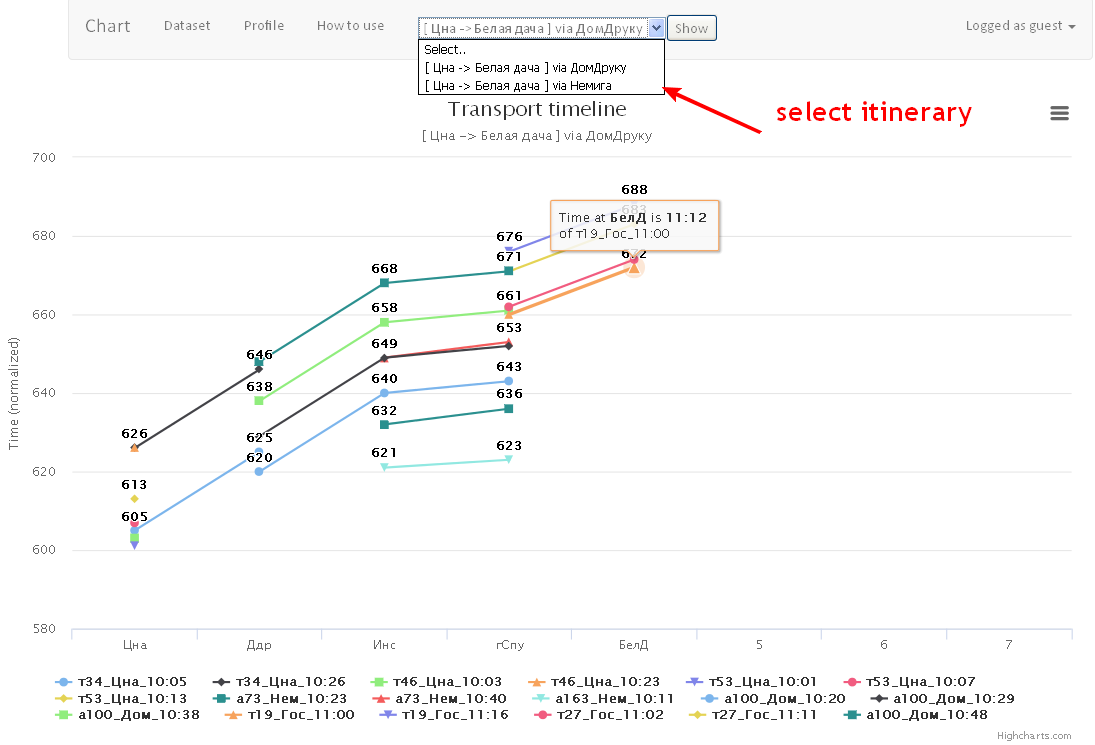 Chart Dataset Profile How to use [ Цна ->Белая дача ] via ДомДруку Show Logged as guest
Select..
[ Цна -> Белая дача ] via ДомДруку
[ Цна -> Белая дача ] via Немига
select itinerary
Transport timeline
[ Цна –> Белая дача ] via ДомДруку
Time (normalized)
700
680
660
640
620
600
580
688
683
Time at БелД is 11:12
of т19_Гос_11:00
676
671
672
668
661
658
653
649
646
643
640
638
636
632
626
625
623
621
620
613
605
Цна Ддр Инс гСпу БелД 5 6 7
т34_Цна_10:05 т34_Цна_10:26 т46_Цна_10:03 т46_Цна_10:23 т53_Цна_10:01 т53_Цна_10:07
т53_Цна_10:13 а73_Нем_10:23 а73_Нем_10:40 а163_Нем_10:11 а100_Дом_10:20 а100_Дом_10:29
а100_Дом_10:38 т19_Гос_11:00 т19_Гос_11:16 т27_Гос_11:02 т27_Гос_11:11 а100_Дом_10:48
Highcharts.com